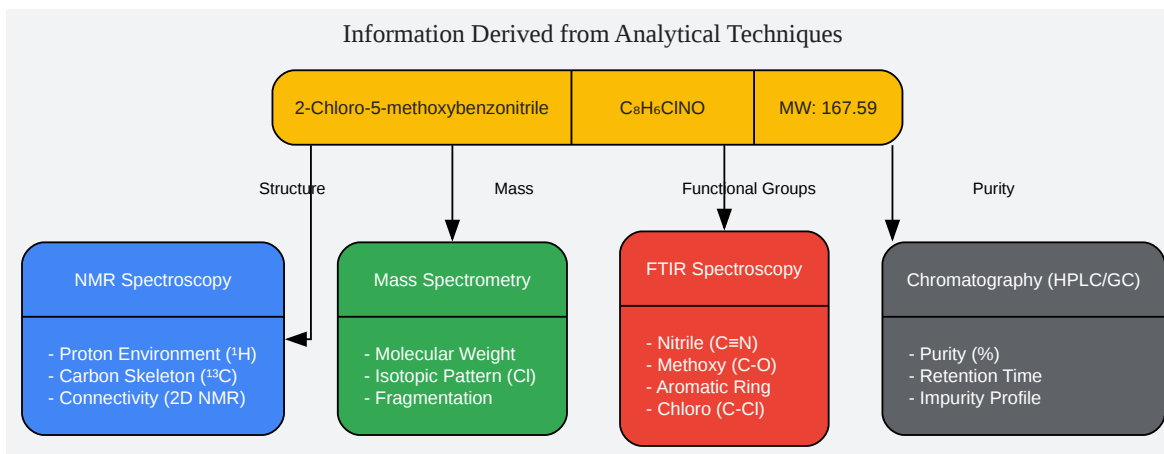 Information Derived from Analytical Techniques
2-Chloro-5-methoxybenzonitrile
C₈H₆ClNO
MW: 167.59
Structure
Mass
Functional Groups
Purity
NMR Spectroscopy
- Proton Environment (¹H)
- Carbon Skeleton (¹³C)
- Connectivity (2D NMR)
Mass Spectrometry
- Molecular Weight
- Isotopic Pattern (Cl)
- Fragmentation
FTIR Spectroscopy
- Nitrile (C≡N)
- Methoxy (C-O)
- Aromatic Ring
- Chloro (C-Cl)
Chromatography (HPLC/GC)
- Purity (%)
- Retention Time
- Impurity Profile